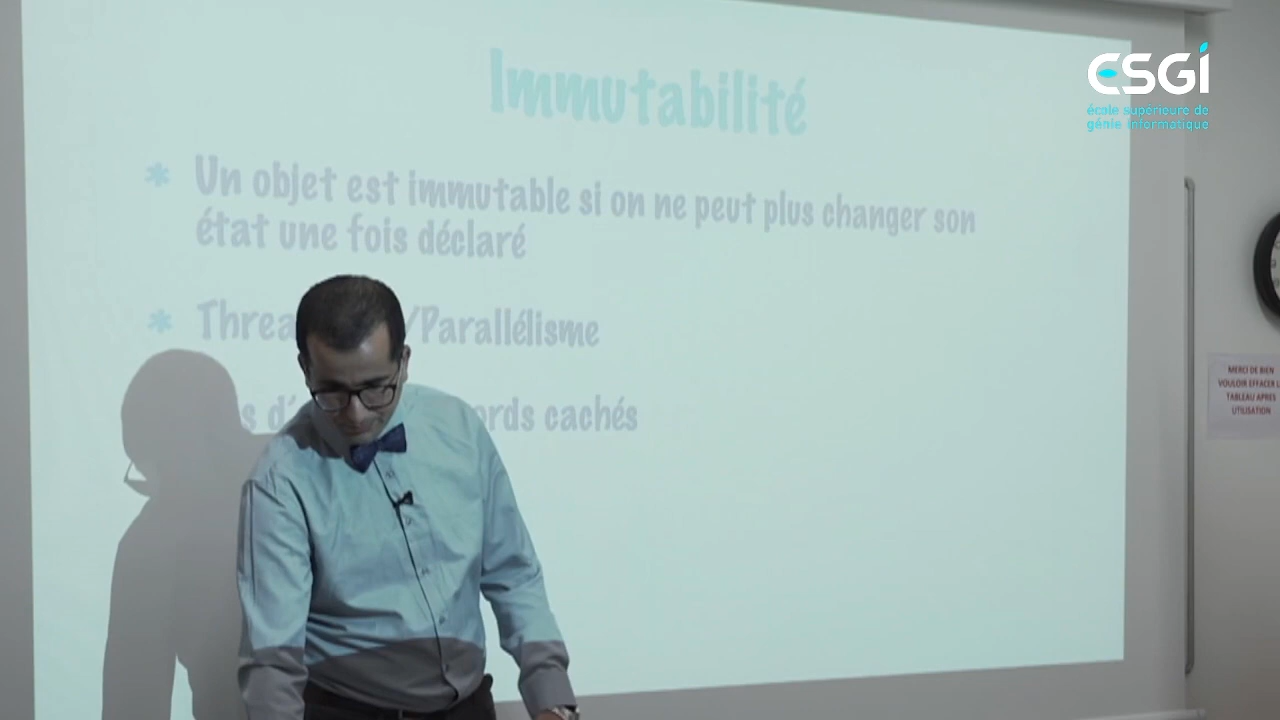 Immutabilité
* Un objet est immutable si on ne peut plus changer son
état une fois déclaré
* /Parallélisme
cachés
ESGI
école supérieure de
génie informatique
MERCI DE BIEN
VOULOIR EFFACER
TABLEAU APRES
UTILISATION